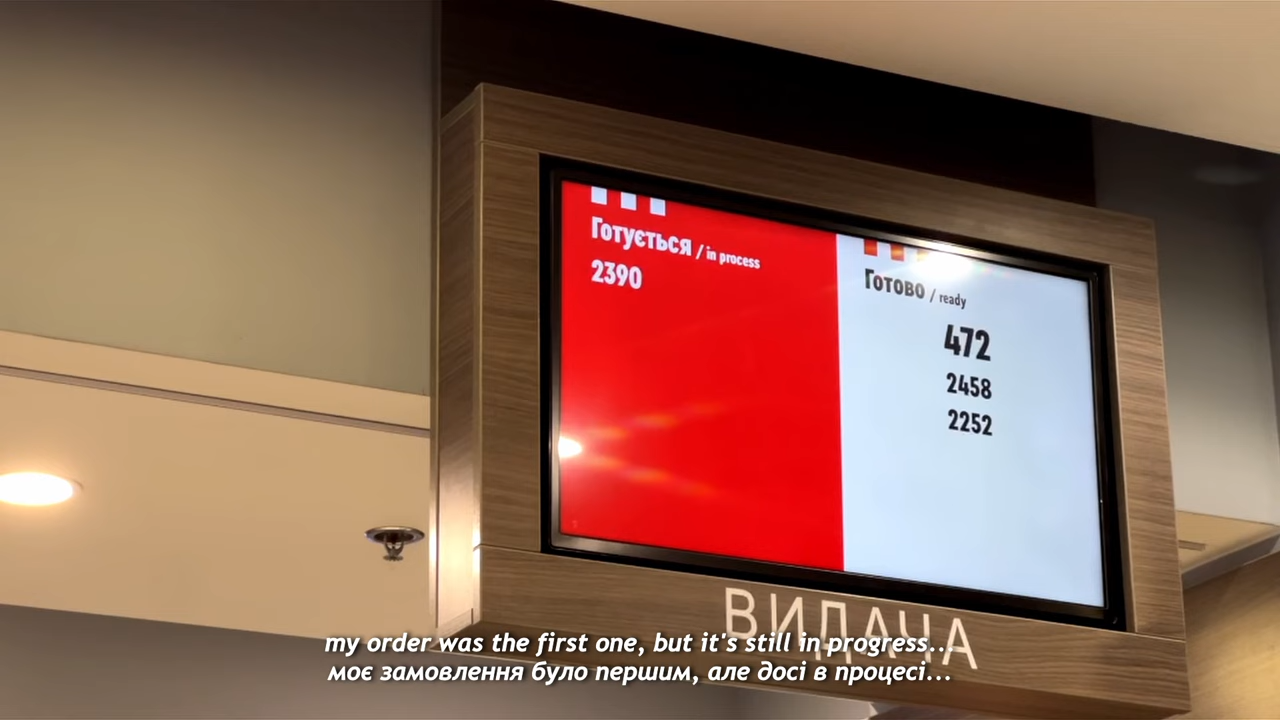 Готується / in process
2390
Готово / ready
472
2458
2252
ВИДАЧА
my order was the first one, but it's still in progress...
моє замовлення було першим, але досі в процесі...